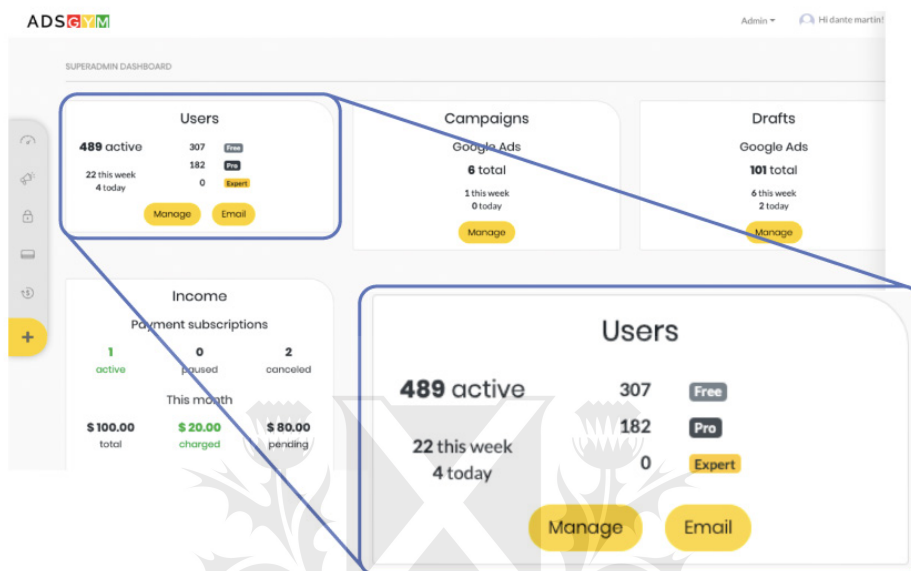 ADSGYM
Admin
Hi dante martin!
SUPERADMIN DASHBOARD
Users
489 active
307 Free
182 Pro
0 Expert
22 this week
4 today
Manage Email
Campaigns
Google Ads
6 total
1 this week
0 today
Manage
Drafts
Google Ads
101 total
6 this week
2 today
Manage
Income
Payment subscriptions
1 0 2
active paused canceled
This month
$ 100.00 $ 20.00 $ 80.00
total charged pending
Users
489 active
307 Free
182 Pro
0 Expert
22 this week
4 today
Manage Email